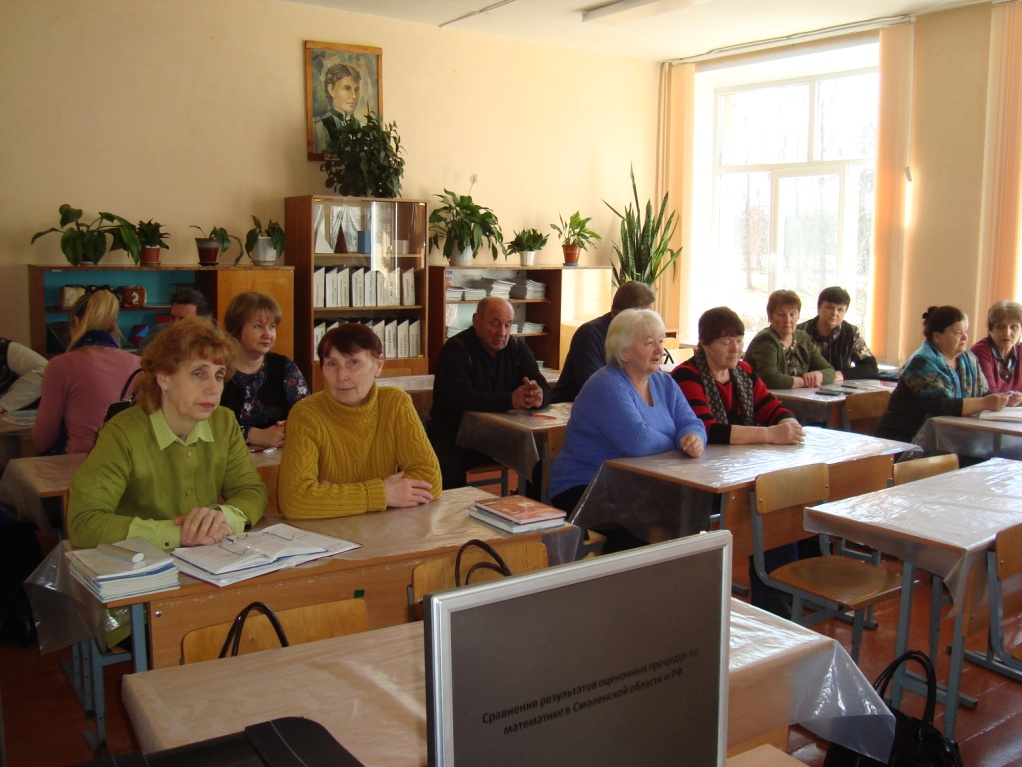 Сравнение результатов оценочных процедур по
математике в Смоленской области и РФ